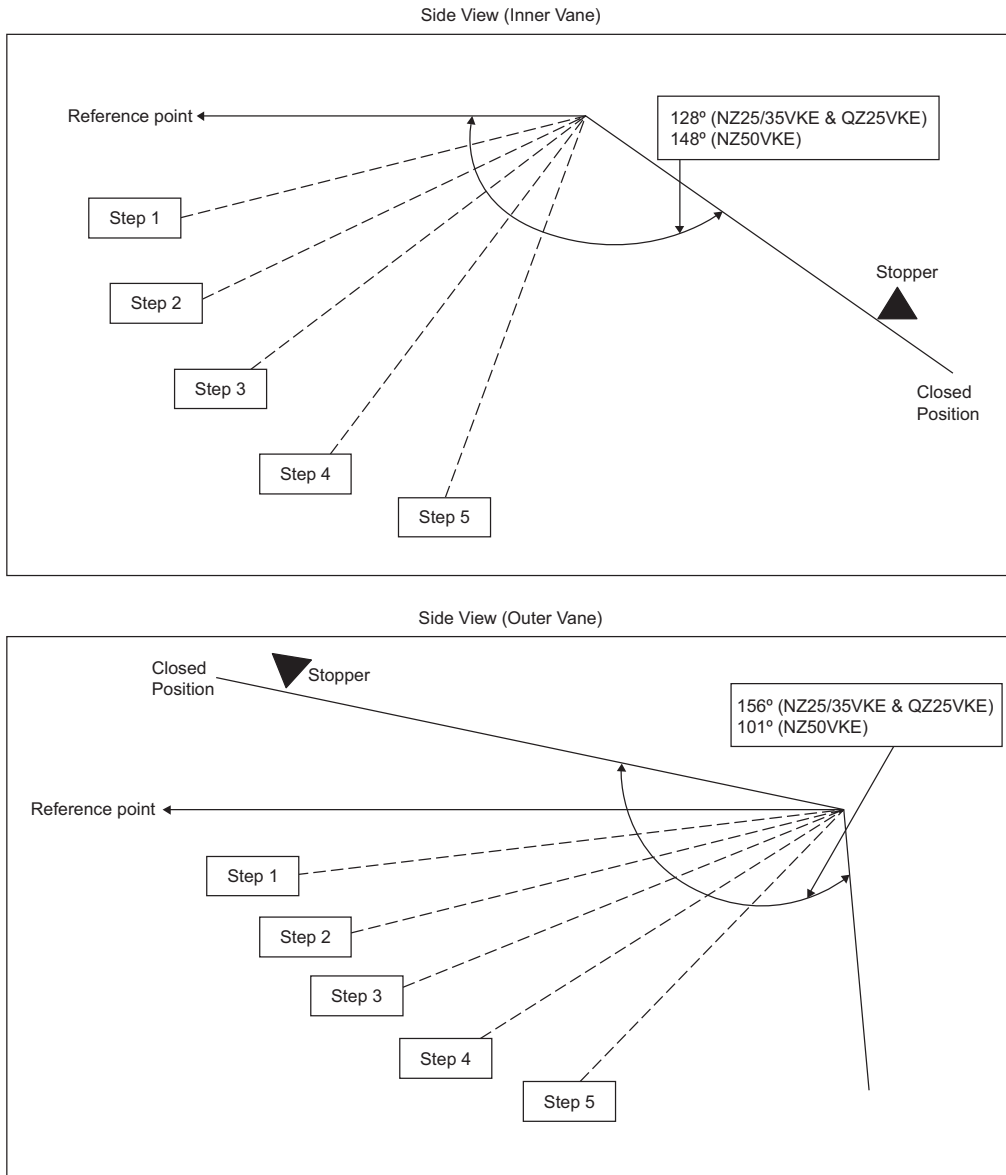 Side View (Inner Vane)
Reference point
128º (NZ25/35VKE & QZ25VKE)
148º (NZ50VKE)
Step 1
Step 2
Step 3
Step 4
Step 5
Stopper
Closed
Position
Side View (Outer Vane)
Closed
Position
Stopper
156º (NZ25/35VKE & QZ25VKE)
101º (NZ50VKE)
Reference point
Step 1
Step 2
Step 3
Step 4
Step 5